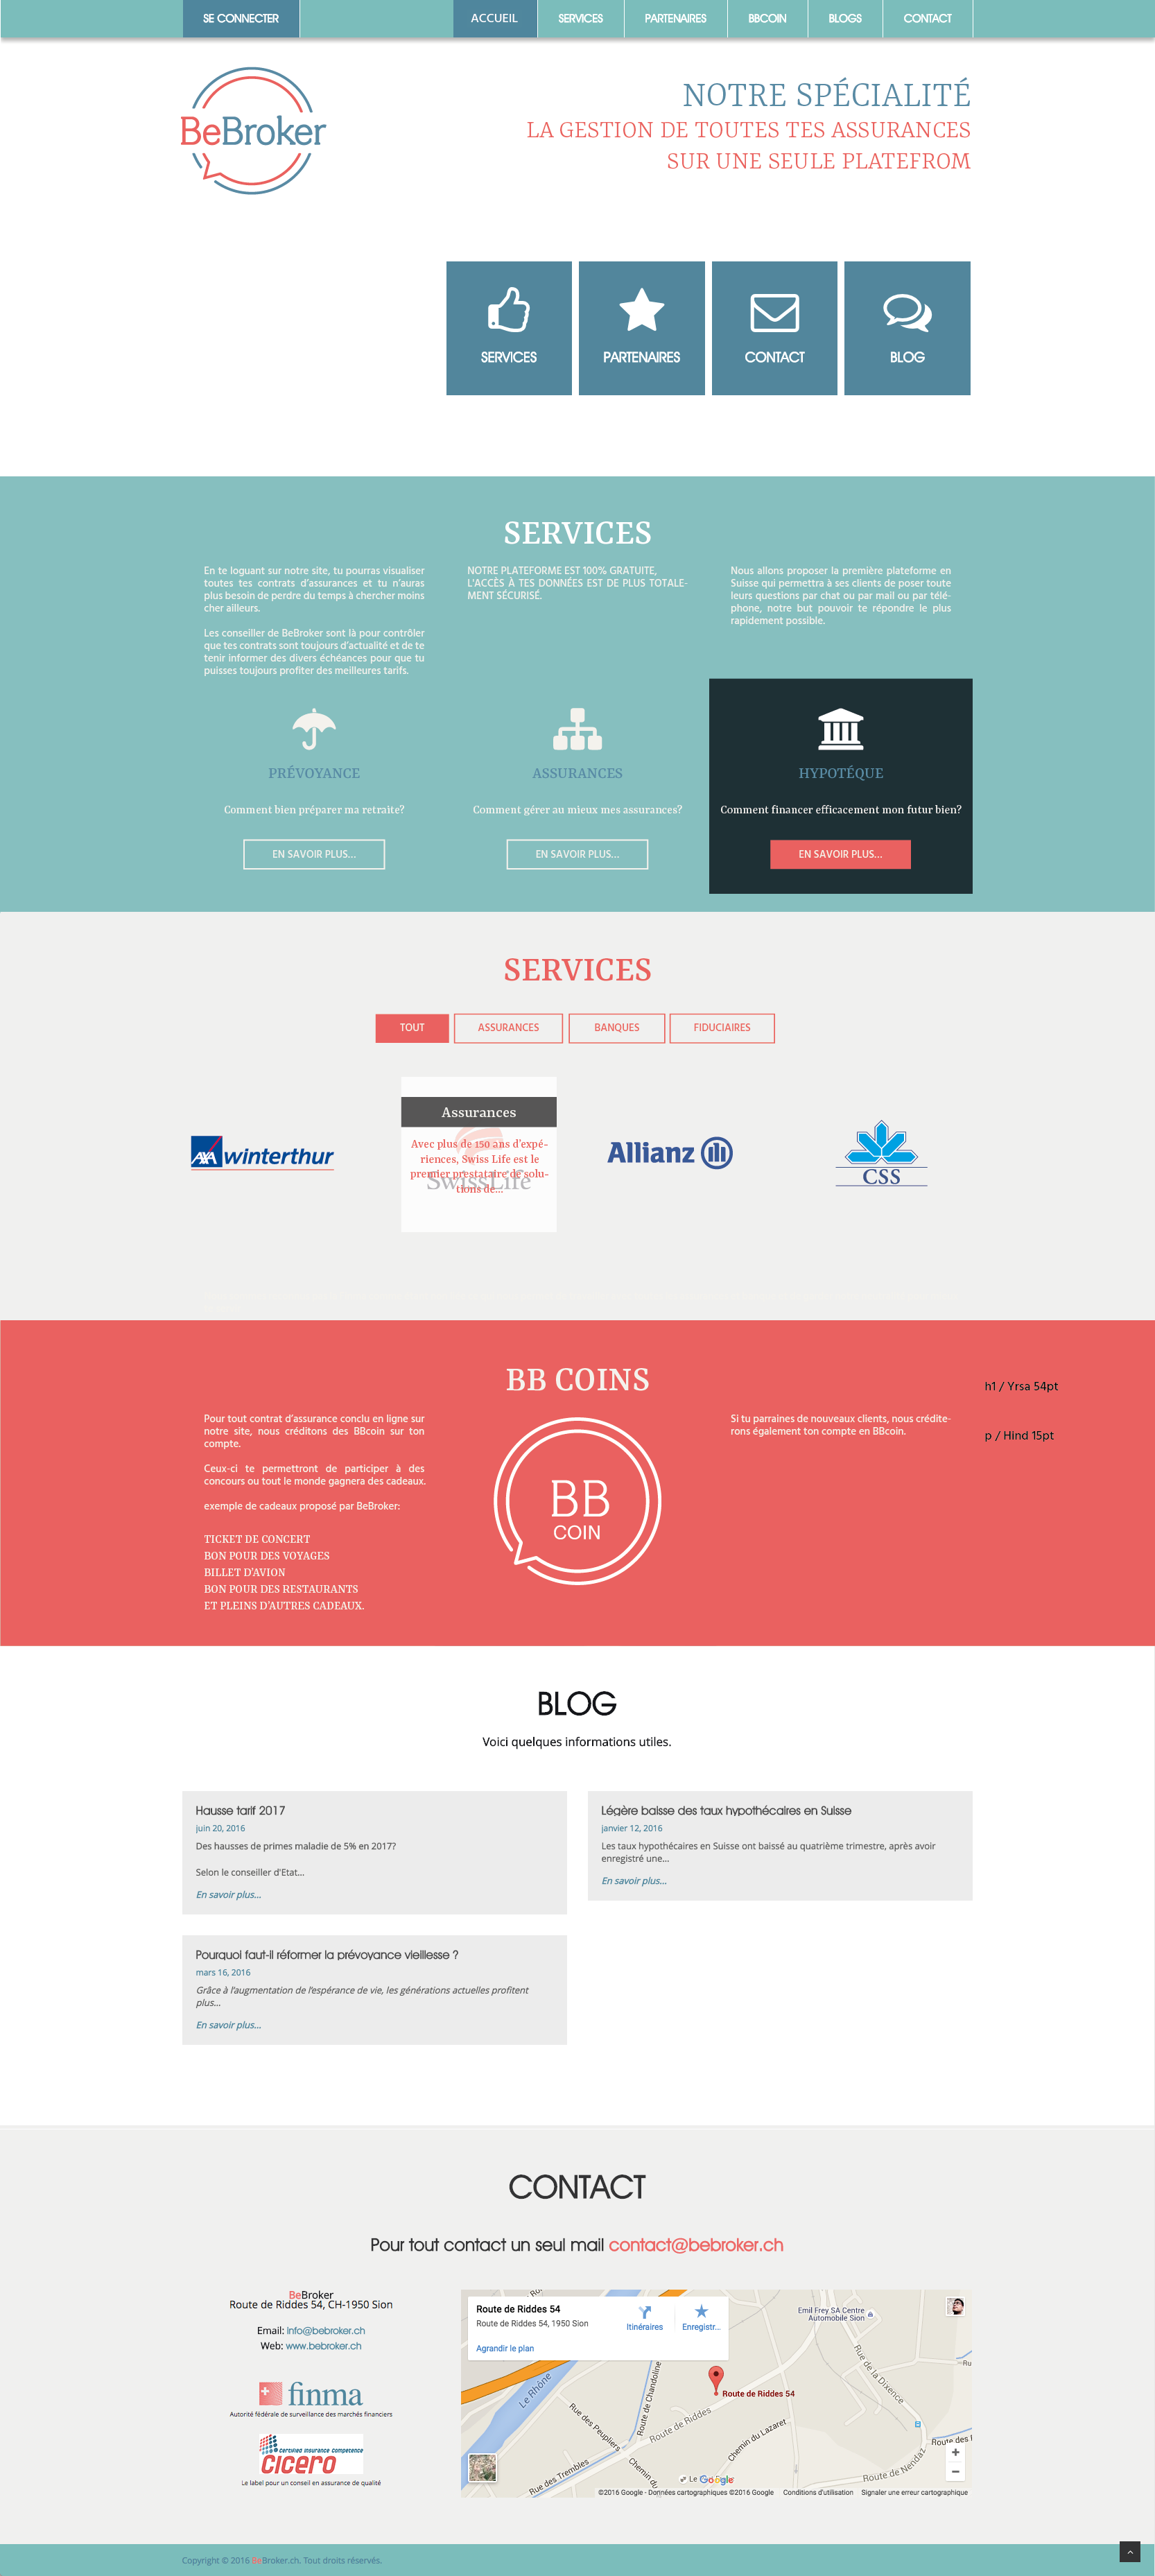 SE CONNECTER
ACCUEIL
SERVICES
PARTENAIRES
BBCOIN
BLOGS
CONTACT
BeBroker
NOTRE SPÉCIALITÉ
LA GESTION DE TOUTES TES ASSURANCES
SUR UNE SEULE PLATEFROM
SERVICES
PARTENAIRES
CONTACT
BLOG
SERVICES
En te loguant sur notre site, tu pourras visualiser
toutes tes contrats d'assurances et tu n'auras
plus besoin de perdre du temps à chercher moins
cher ailleurs.
Les conseiller de BeBroker sont là pour contrôler
que tes contrats sont toujours d'actualité et de te
tenir informer des divers échéances pour que tu
puisses toujours profiter des meilleures tarifs.
NOTRE PLATEFORME EST 100% GRATUITE,
L'ACCÈS À TES DONNÉES EST DE PLUS TOTALE-
MENT SÉCURISÉ.
Nous allons proposer la première plateforme en
Suisse qui permettra à ses clients de poser toute
leurs questions par chat ou par mail ou par télé-
phone, notre but pouvoir te répondre le plus
rapidement possible.
PRÉVOYANCE
Comment bien préparer ma retraite?
EN SAVOIR PLUS...
ASSURANCES
Comment gérer au mieux mes assurances?
EN SAVOIR PLUS...
HYPOTÉQUE
Comment financer efficacement mon futur bien?
EN SAVOIR PLUS...
SERVICES
TOUT
ASSURANCES
BANQUES
FIDUCIAIRES
AXA winterthur
Assurances
Avec plus de 150 ans d'expé-
riences, Swiss Life est le
premier prestataire de solu-
tions de...
SwissLife
Allianz
CSS
BB COINS
Pour tout contrat d'assurance conclu en ligne sur
notre site, nous créditons des BBcoin sur ton
compte.
Ceux-ci te permettront de participer à des
concours ou tout le monde gagnera des cadeaux.
exemple de cadeaux proposé par BeBroker:
TICKET DE CONCERT
BON POUR DES VOYAGES
BILLET D'AVION
BON POUR DES RESTAURANTS
ET PLEINS D'AUTRES CADEAUX.
BB
COIN
Si tu parraines de nouveaux clients, nous crédite-
rons également ton compte en BBcoin.
h1 / Yrsa 54pt
p / Hind 15pt
BLOG
Voici quelques informations utiles.
Hausse tarif 2017
juin 20, 2016
Des hausses de primes maladie de 5% en 2017?
Selon le conseiller d'Etat...
En savoir plus...
Légère baisse des taux hypothécaires en Suisse
janvier 12, 2016
Les taux hypothécaires en Suisse ont baissé au quatrième trimestre, après avoir
enregistré une...
En savoir plus...
Pourquoi faut-il réformer la prévoyance vieillesse ?
mars 16, 2016
Grâce à l'augmentation de l'espérance de vie, les générations actuelles profitent
plus...
En savoir plus...
CONTACT
Pour tout contact un seul mail contact@bebroker.ch
BeBroker
Route de Riddes 54, CH-1950 Sion
Email: info@bebroker.ch
Web: www.bebroker.ch
finma
Autorité fédérale de surveillance des marchés financiers
certified insurance competence
cicero
Le label pour un conseil en assurance de qualité
Route de Riddes 54
Route de Riddes 54, 1950 Sion
Agrandir le plan
Itinéraires
Enregistr...
Emil Frey SA Centre
Automobile Sion
Rue de la Dixence
Ru
Le Rhône
Route de Chandoline
Route de Riddes 54
Rue des Peupliers
Route de Riddes
Chemin du Lazaret
Route des
Rue des Trembles
Chemin du
Route de Nendaz
Le
Google
©2016 Google - Données cartographiques ©2016 Google
Conditions d'utilisation
Signaler une erreur cartographique
Copyright © 2016 BeBroker.ch. Tout droits réservés.